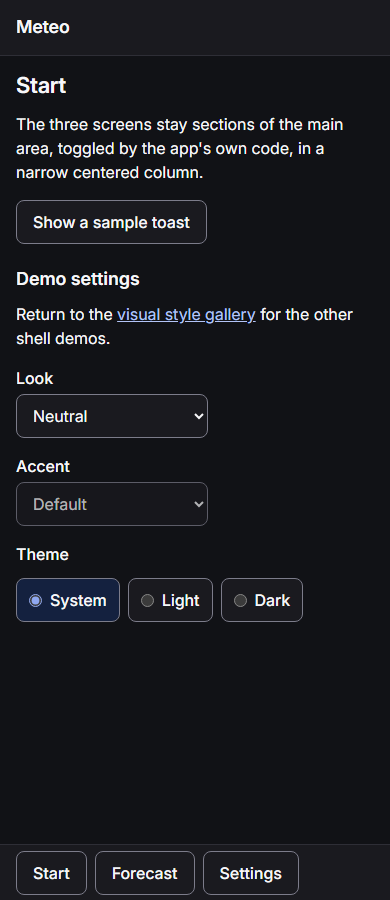 Meteo
Start
The three screens stay sections of the main
area, toggled by the app's own code, in a
narrow centered column.
Show a sample toast
Demo settings
Return to the visual style gallery for the other
shell demos.
Look
Neutral
Accent
Default
Theme
System Light Dark
Start Forecast Settings